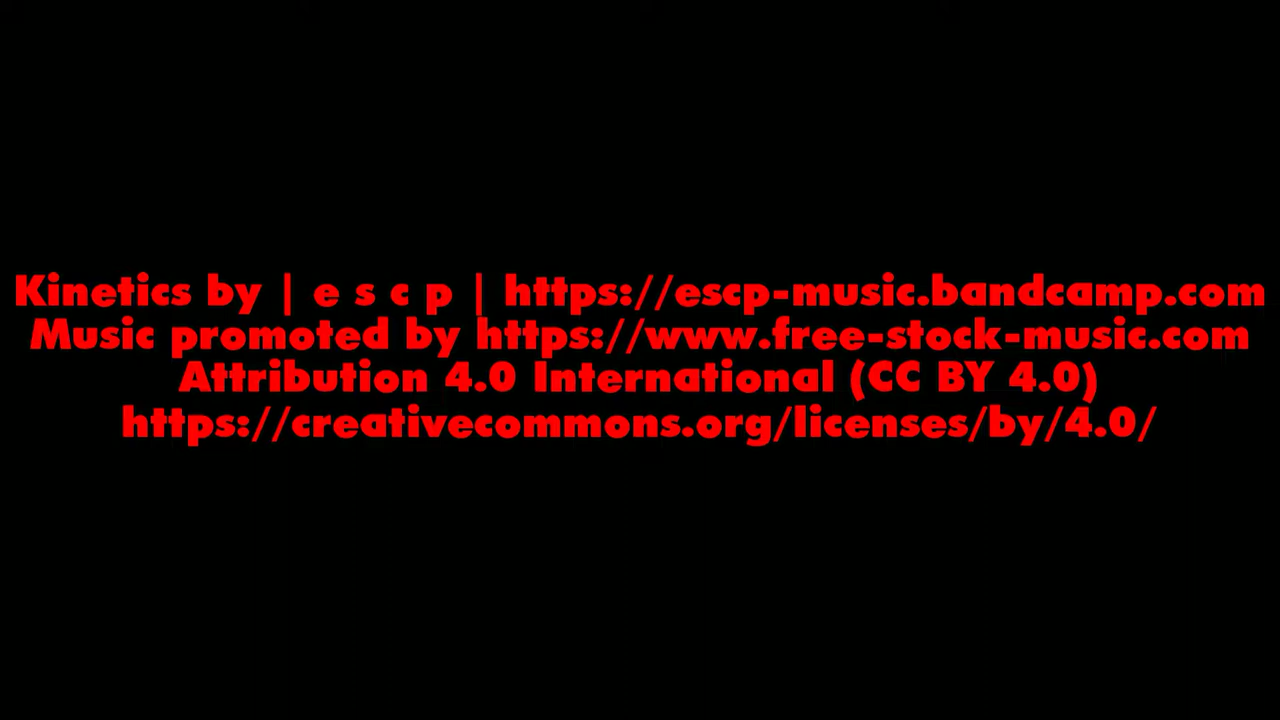 Kinetics by | e s c p | https://escp-music.bandcamp.com
Music promoted by https://www.free-stock-music.com
Attribution 4.0 International (CC BY 4.0)
https://creativecommons.org/licenses/by/4.0/